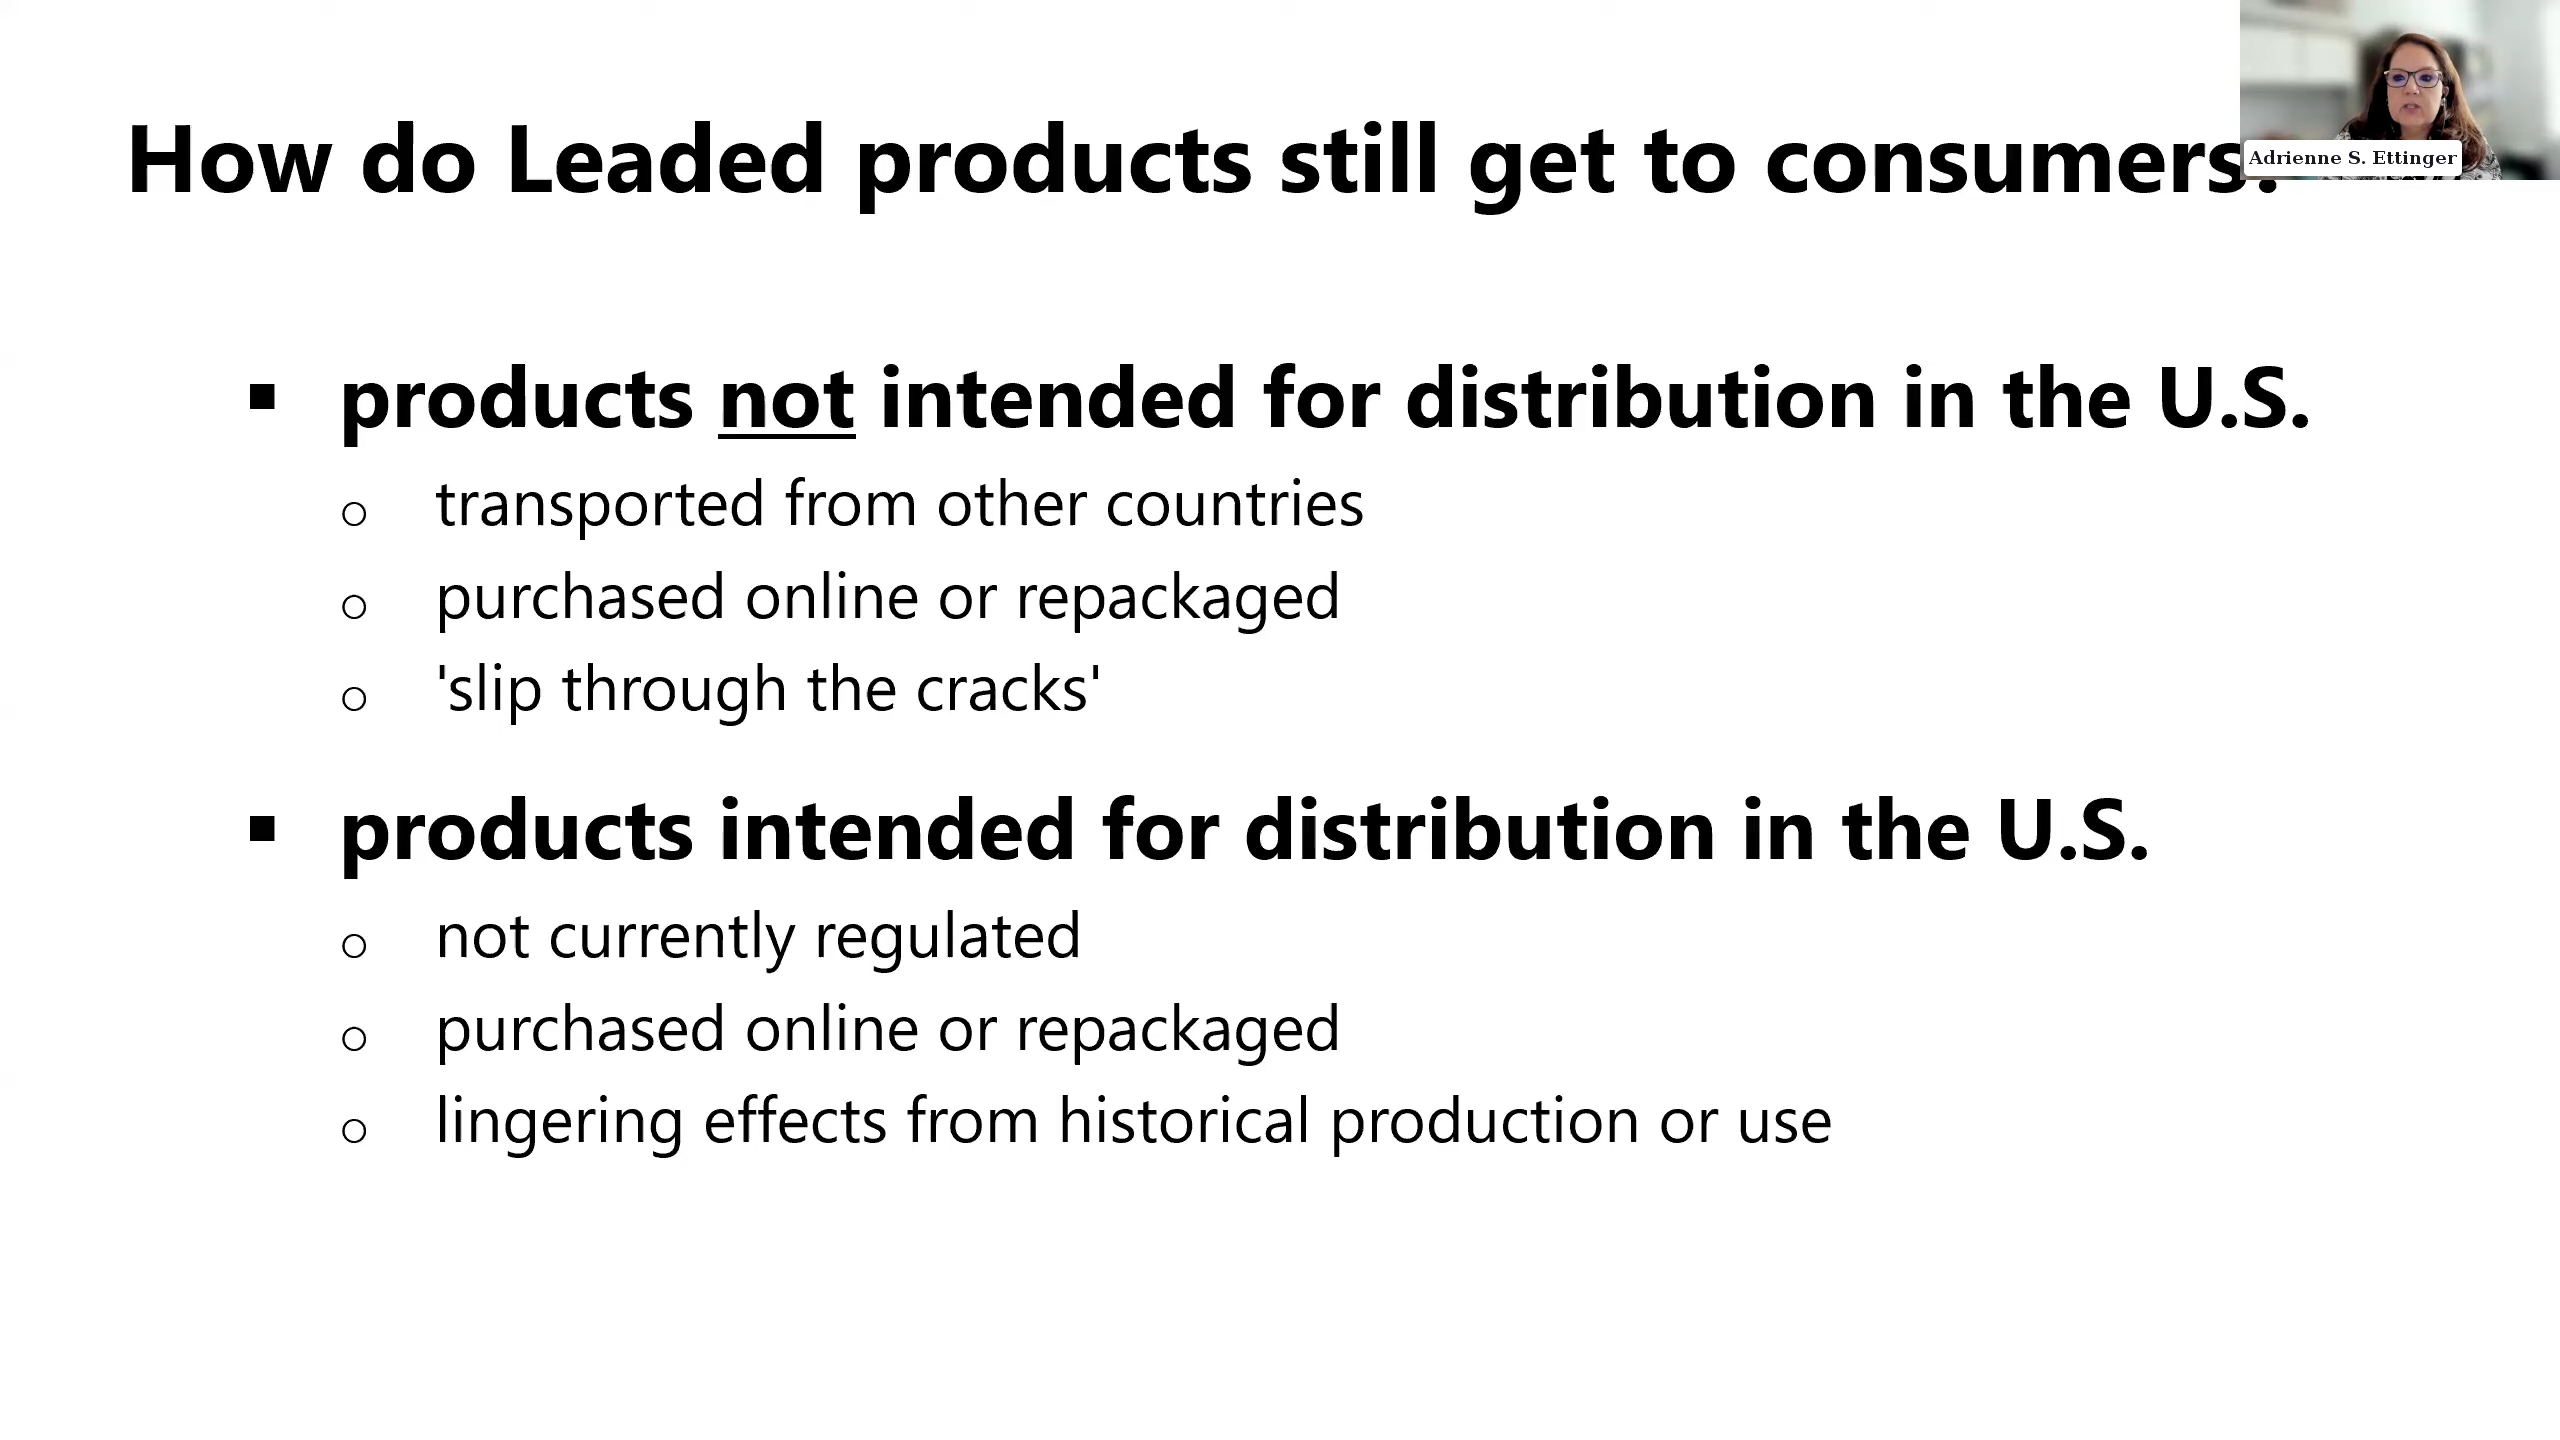 How do Leaded products still get to consumers?
Adrienne S. Ettinger
▪ products not intended for distribution in the U.S.
o transported from other countries
o purchased online or repackaged
o 'slip through the cracks'
▪ products intended for distribution in the U.S.
o not currently regulated
o purchased online or repackaged
o lingering effects from historical production or use